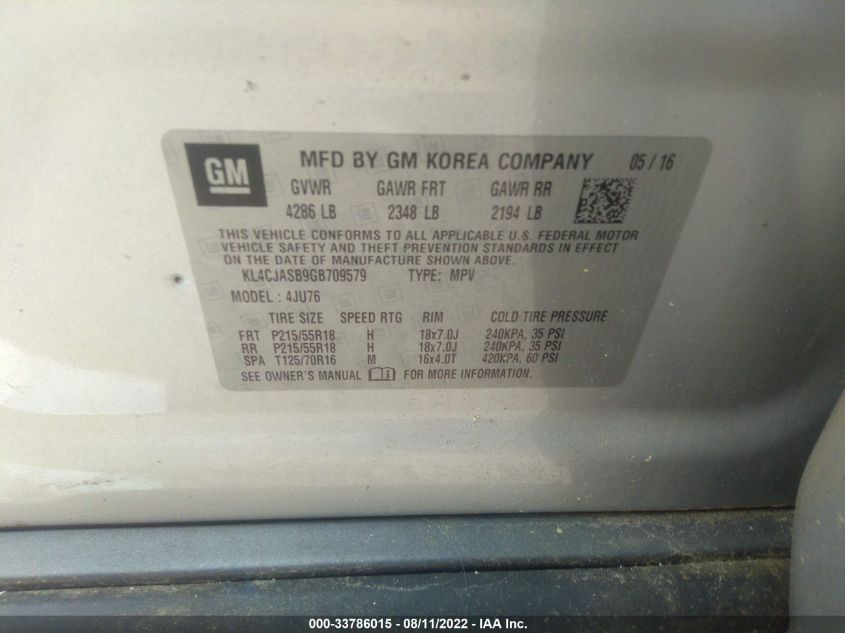 GM
MFD BY GM KOREA COMPANY 05 / 16
GVWR GAWR FRT GAWR RR
4286 LB 2348 LB 2194 LB
THIS VEHICLE CONFORMS TO ALL APPLICABLE U.S. FEDERAL MOTOR
VEHICLE SAFETY AND THEFT PREVENTION STANDARDS IN EFFECT
ON THE DATE OF MANUFACTURE SHOWN ABOVE.
KL4CJASB9GB709579 TYPE: MPV
MODEL : 4JU76
TIRE SIZE SPEED RTG RIM COLD TIRE PRESSURE
FRT P215/55R18 H 18x7.0J 240KPA, 35 PSI
RR P215/55R18 H 18x7.0J 240KPA, 35 PSI
SPA T125/70R16 M 16x4.0T 420KPA, 60 PSI
SEE OWNER'S MANUAL FOR MORE INFORMATION.
000-33786015 - 08/11/2022 - IAA Inc.